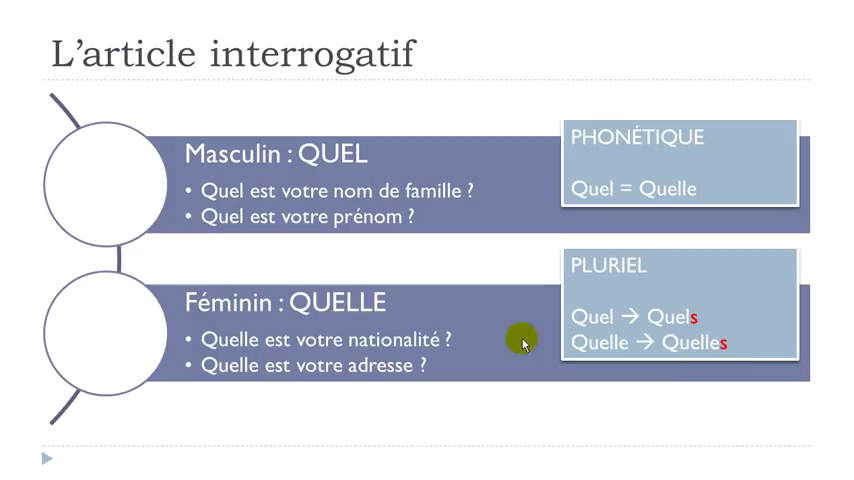 L’article interrogatif
Masculin : QUEL
• Quel est votre nom de famille ?
• Quel est votre prénom ?
PHONÉTIQUE
Quel = Quelle
Féminin : QUELLE
• Quelle est votre nationalité ?
• Quelle est votre adresse ?
PLURIEL
Quel → Quels
Quelle → Quelles